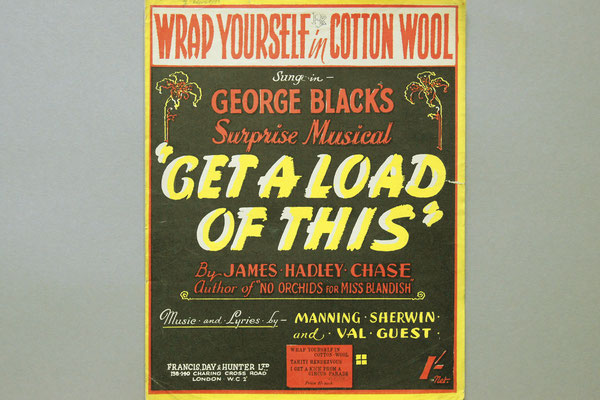 WRAP YOURSELF in COTTON WOOL
Sung in —
GEORGE BLACK'S
Surprise Musical
"GET A LOAD
OF THIS"
By JAMES · HADLEY · CHASE
Author of "NO ORCHIDS FOR MISS BLANDISH"
Music · and · Lyrics · by —
MANNING · SHERWIN ·
and · VAL · GUEST ·
WRAP YOURSELF IN
COTTON WOOL
TAHITI RENDEZVOUS
I GET A KICK FROM A
CIRCUS PARADE
FRANCIS, DAY & HUNTER LTD
138-140 CHARING CROSS ROAD
LONDON W.C 2
1/-
Net.